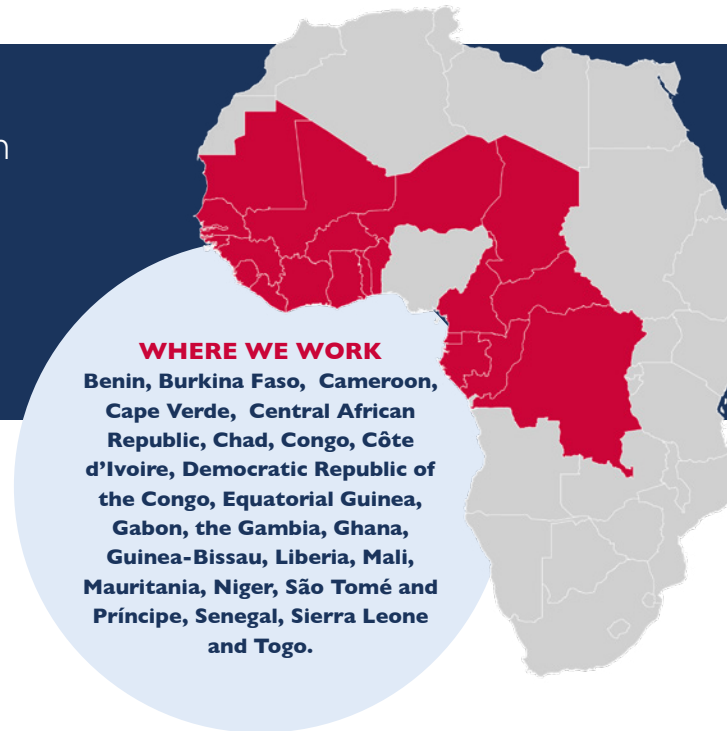 n
WHERE WE WORK
Benin, Burkina Faso, Cameroon,
Cape Verde, Central African
Republic, Chad, Congo, Côte
d'Ivoire, Democratic Republic of
the Congo, Equatorial Guinea,
Gabon, the Gambia, Ghana,
Guinea-Bissau, Liberia, Mali,
Mauritania, Niger, São Tomé and
Príncipe, Senegal, Sierra Leone
and Togo.